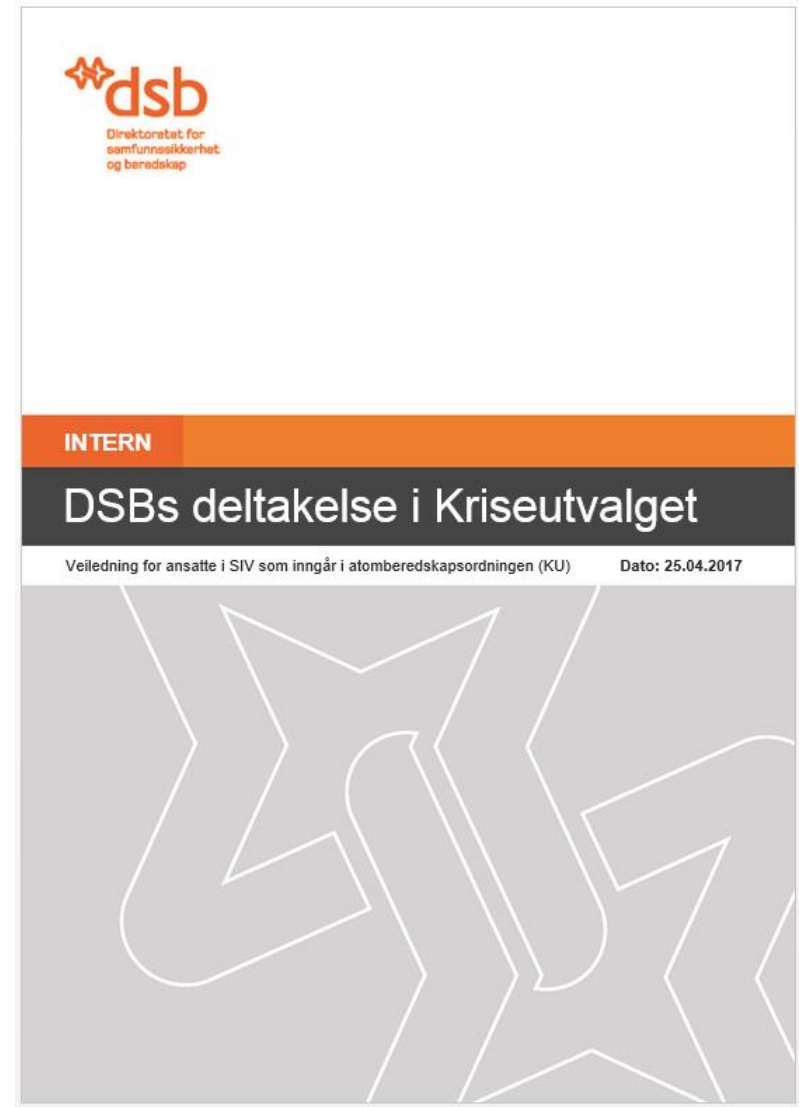 dsb
Direktoratet for
samfunnssikkerhet
og beredskap
INTERN
DSBs deltakelse i Kriseutvalget
Veiledning for ansatte i SIV som inngår i atomberedskapsordningen (KU) Dato: 25.04.2017